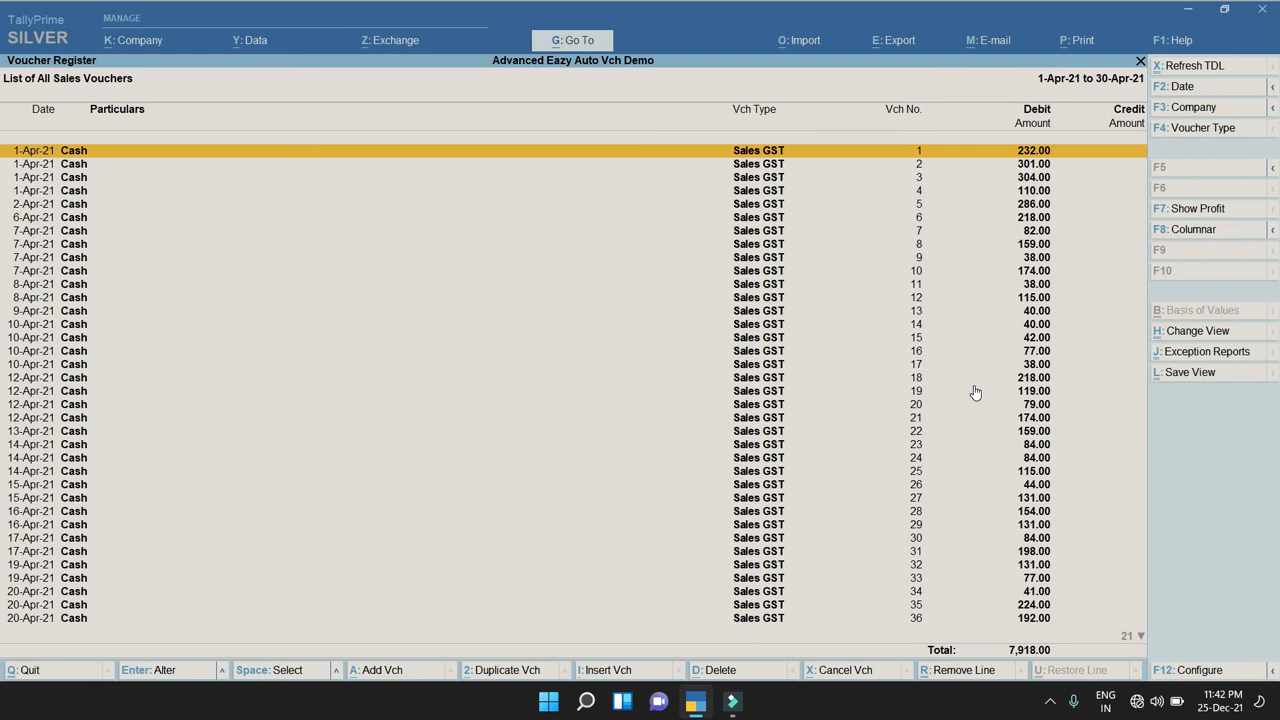 TallyPrime MANAGE
SILVER K: Company Y: Data Z: Exchange G: Go To O: Import E: Export M: E-mail P: Print F1: Help
Voucher Register Advanced Eazy Auto Vch Demo
List of All Sales Vouchers 1-Apr-21 to 30-Apr-21
Date Particulars Vch Type Vch No. Debit Credit
Amount Amount
1-Apr-21 Cash Sales GST 1 232.00
1-Apr-21 Cash Sales GST 2 301.00
1-Apr-21 Cash Sales GST 3 304.00
1-Apr-21 Cash Sales GST 4 110.00
2-Apr-21 Cash Sales GST 5 286.00
6-Apr-21 Cash Sales GST 6 218.00
7-Apr-21 Cash Sales GST 7 82.00
7-Apr-21 Cash Sales GST 8 159.00
7-Apr-21 Cash Sales GST 9 38.00
7-Apr-21 Cash Sales GST 10 174.00
8-Apr-21 Cash Sales GST 11 38.00
8-Apr-21 Cash Sales GST 12 115.00
9-Apr-21 Cash Sales GST 13 40.00
10-Apr-21 Cash Sales GST 14 40.00
10-Apr-21 Cash Sales GST 15 42.00
10-Apr-21 Cash Sales GST 16 77.00
10-Apr-21 Cash Sales GST 17 38.00
12-Apr-21 Cash Sales GST 18 218.00
12-Apr-21 Cash Sales GST 19 119.00
12-Apr-21 Cash Sales GST 20 79.00
12-Apr-21 Cash Sales GST 21 174.00
13-Apr-21 Cash Sales GST 22 159.00
14-Apr-21 Cash Sales GST 23 84.00
14-Apr-21 Cash Sales GST 24 84.00
14-Apr-21 Cash Sales GST 25 115.00
15-Apr-21 Cash Sales GST 26 44.00
15-Apr-21 Cash Sales GST 27 131.00
16-Apr-21 Cash Sales GST 28 154.00
16-Apr-21 Cash Sales GST 29 131.00
17-Apr-21 Cash Sales GST 30 84.00
17-Apr-21 Cash Sales GST 31 198.00
19-Apr-21 Cash Sales GST 32 131.00
19-Apr-21 Cash Sales GST 33 77.00
20-Apr-21 Cash Sales GST 34 41.00
20-Apr-21 Cash Sales GST 35 224.00
20-Apr-21 Cash Sales GST 36 192.00
21
Total: 7,918.00
X: Refresh TDL
F2: Date
F3: Company
F4: Voucher Type
F5
F6
F7: Show Profit
F8: Columnar
F9
F10
B: Basis of Values
H: Change View
J: Exception Reports
L: Save View
Q: Quit Enter: Alter Space: Select A: Add Vch 2: Duplicate Vch I: Insert Vch D: Delete X: Cancel Vch R: Remove Line U: Restore Line F12: Configure
ENG 11:42 PM
IN 25-Dec-21